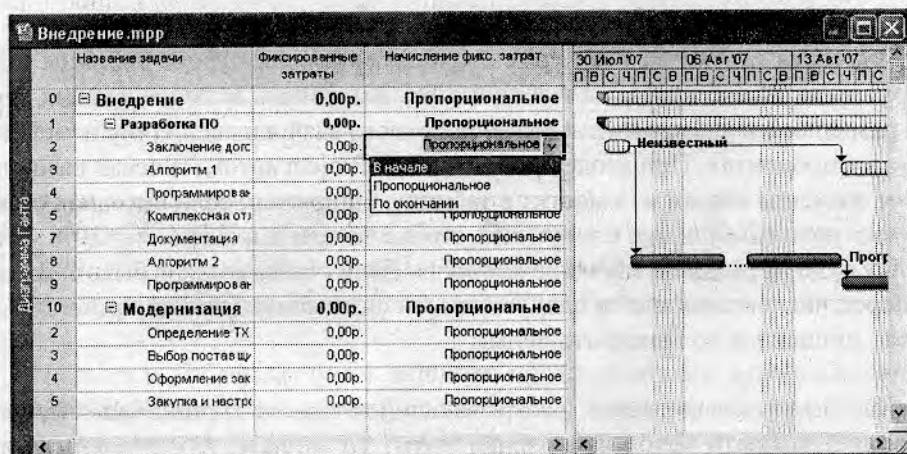 Внедрение.mpp
Название задачи Фиксированные затраты Начисление фикс. затрат 30 Июл '07 06 Авг '07 13 Авг '07
П В С Ч П С В П В С Ч П С В П В С Ч П С
0 Внедрение 0,00р. Пропорциональное
1 Разработка ПО 0,00р. Пропорциональное
2 Заключение догс 0,00р. Пропорциональное Неизвестный
3 Алгоритм 1 0,00р. В начале
4 Программирован 0,00р. Пропорциональное
По окончании
5 Комплексная отл 0,00р. Пропорциональное
7 Документация 0,00р. Пропорциональное
8 Алгоритм 2 0,00р. Пропорциональное Прогр
9 Программирован 0,00р. Пропорциональное
10 Модернизация 0,00р. Пропорциональное
2 Определение ТХ 0,00р. Пропорциональное
3 Выбор поставщи 0,00р. Пропорциональное
4 Оформление зак 0,00р. Пропорциональное
5 Закупка и настро 0,00р. Пропорциональное
Диаграмма Ганта